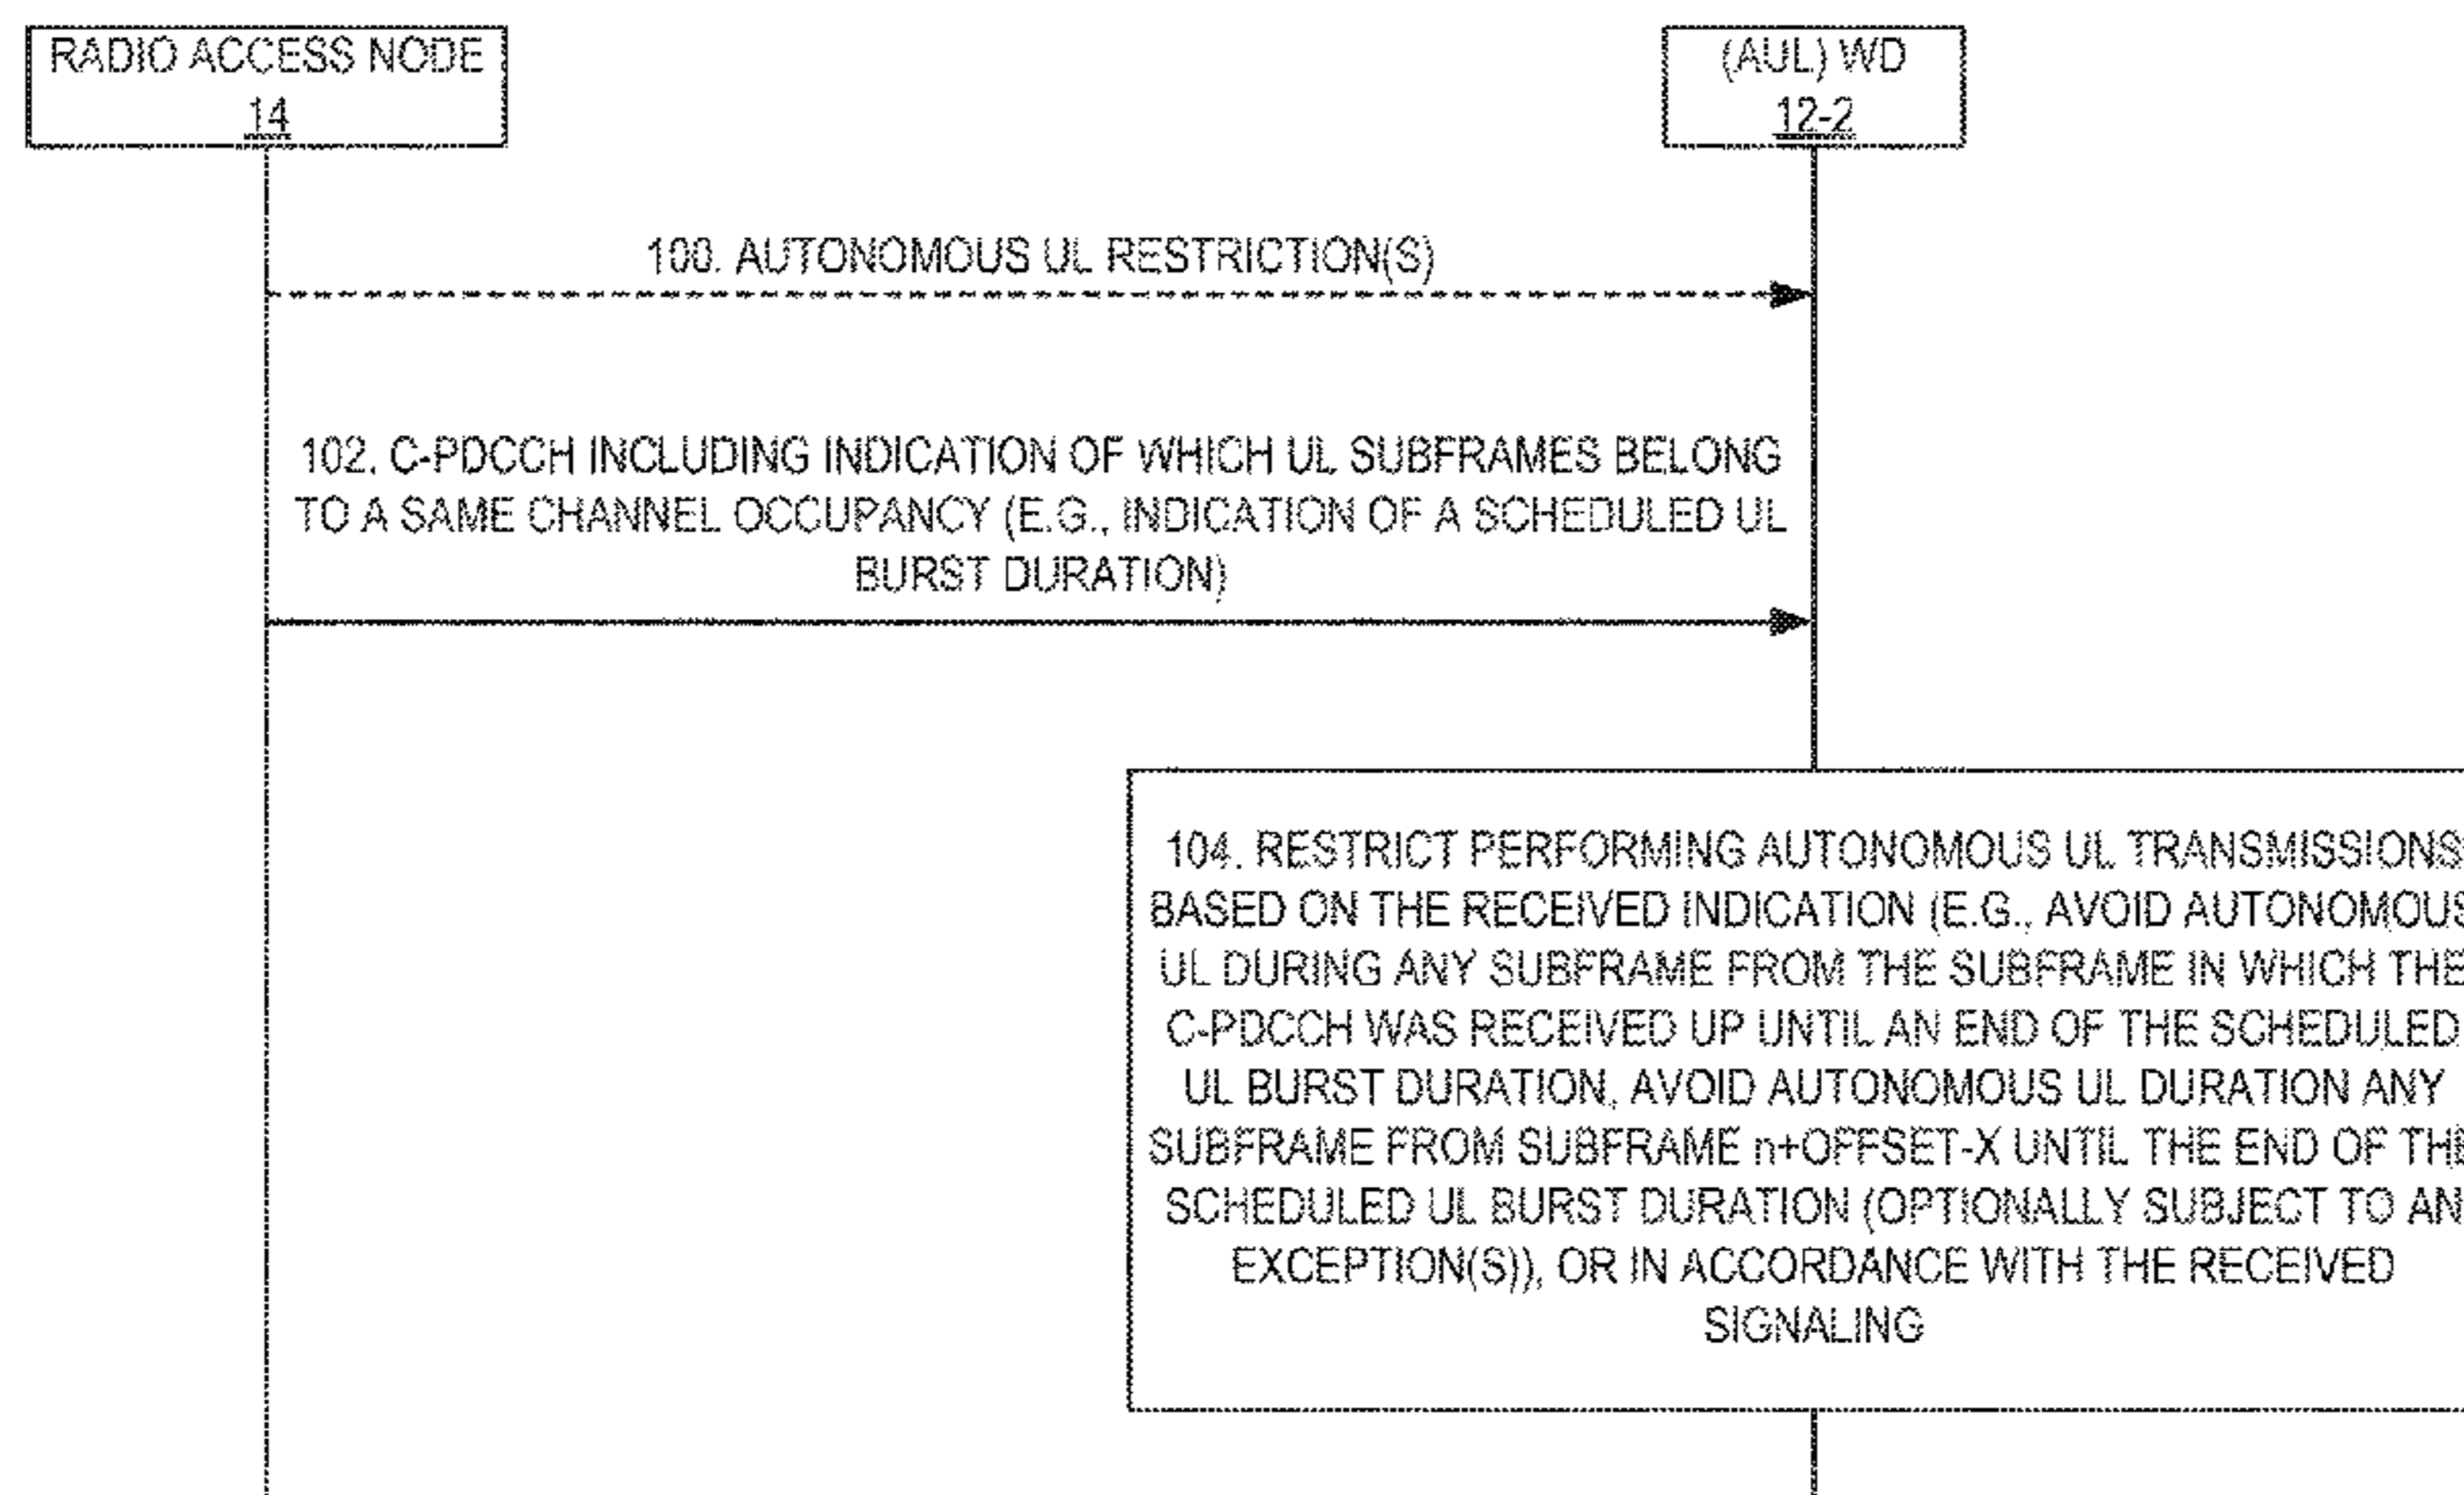 RADIO ACCESS NODE
14
(AUL) WD
12-2
100. AUTONOMOUS UL RESTRICTION(S)
102. C-PDCCH INCLUDING INDICATION OF WHICH UL SUBFRAMES BELONG
TO A SAME CHANNEL OCCUPANCY (E.G., INDICATION OF A SCHEDULED UL
BURST DURATION)
104. RESTRICT PERFORMING AUTONOMOUS UL TRANSMISSIONS
BASED ON THE RECEIVED INDICATION (E.G., AVOID AUTONOMOUS
UL DURING ANY SUBFRAME FROM THE SUBFRAME IN WHICH THE
C-PDCCH WAS RECEIVED UP UNTIL AN END OF THE SCHEDULED
UL BURST DURATION, AVOID AUTONOMOUS UL DURATION ANY
SUBFRAME FROM SUBFRAME n+OFFSET-X UNTIL THE END OF THE
SCHEDULED UL BURST DURATION (OPTIONALLY SUBJECT TO AN
EXCEPTION(S)), OR IN ACCORDANCE WITH THE RECEIVED
SIGNALING